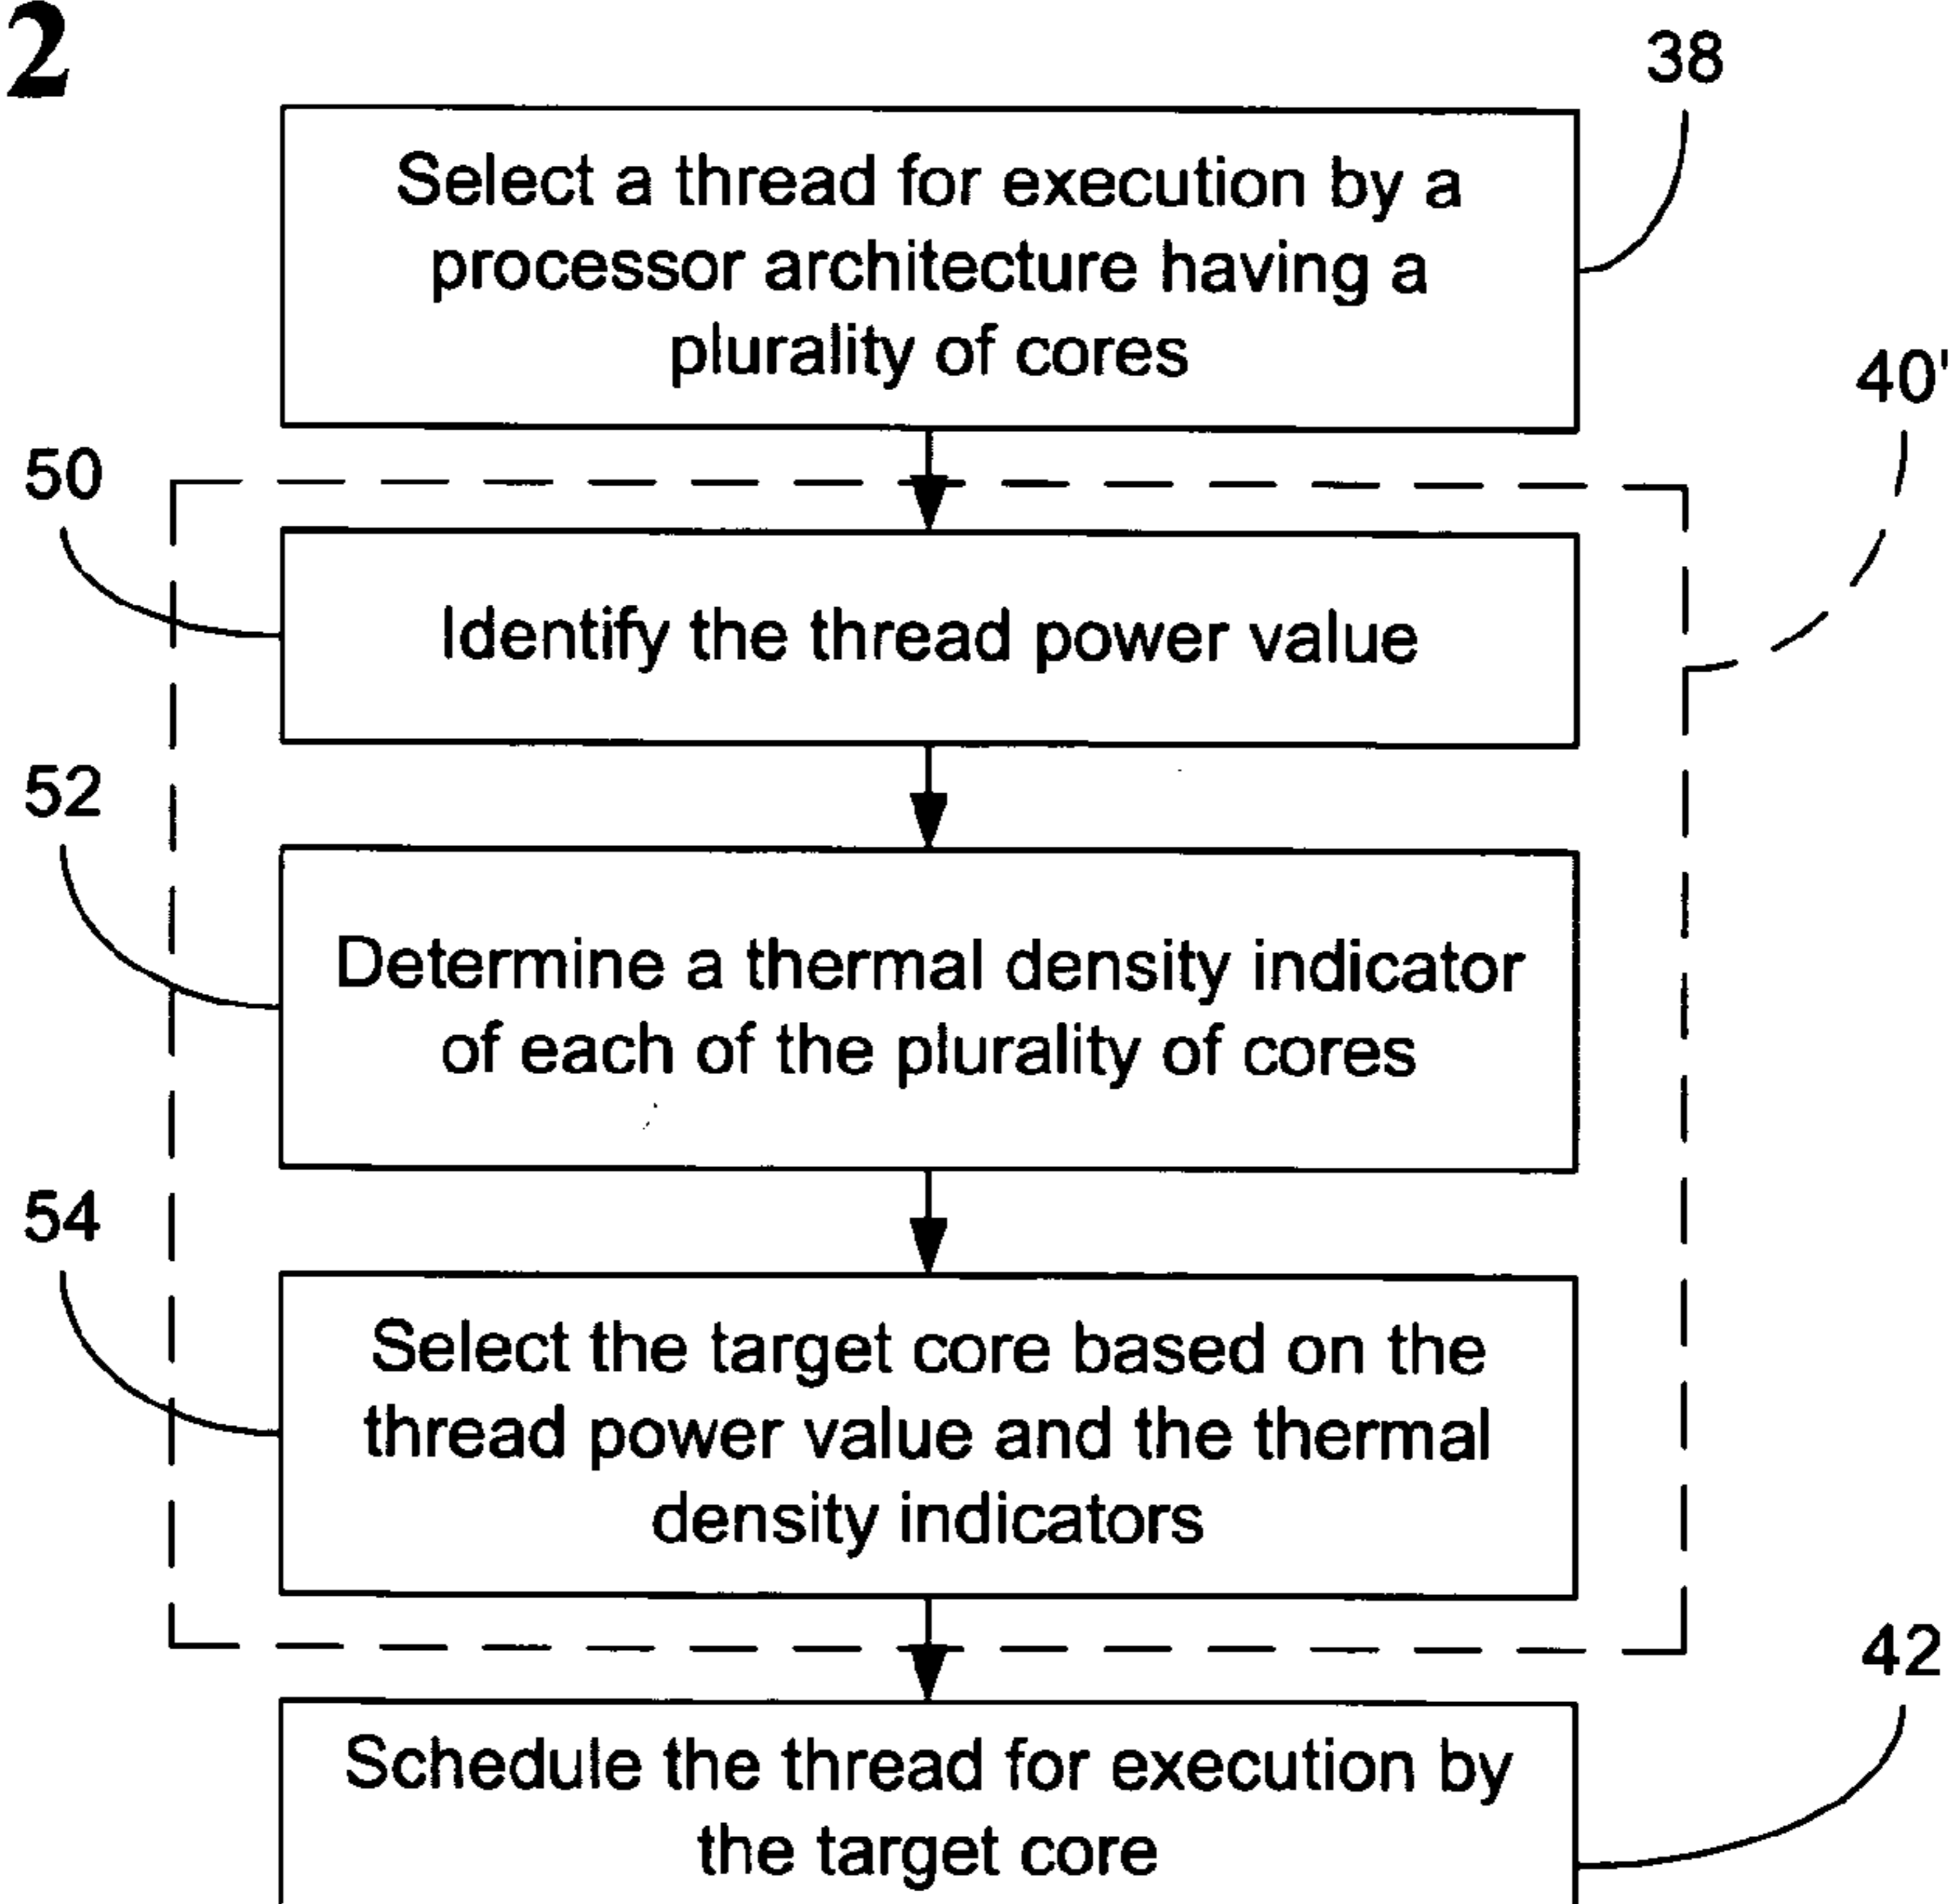 2
38
Select a thread for execution by a
processor architecture having a
plurality of cores
40'
50
Identify the thread power value
52
Determine a thermal density indicator
of each of the plurality of cores
54
Select the target core based on the
thread power value and the thermal
density indicators
42
Schedule the thread for execution by
the target core